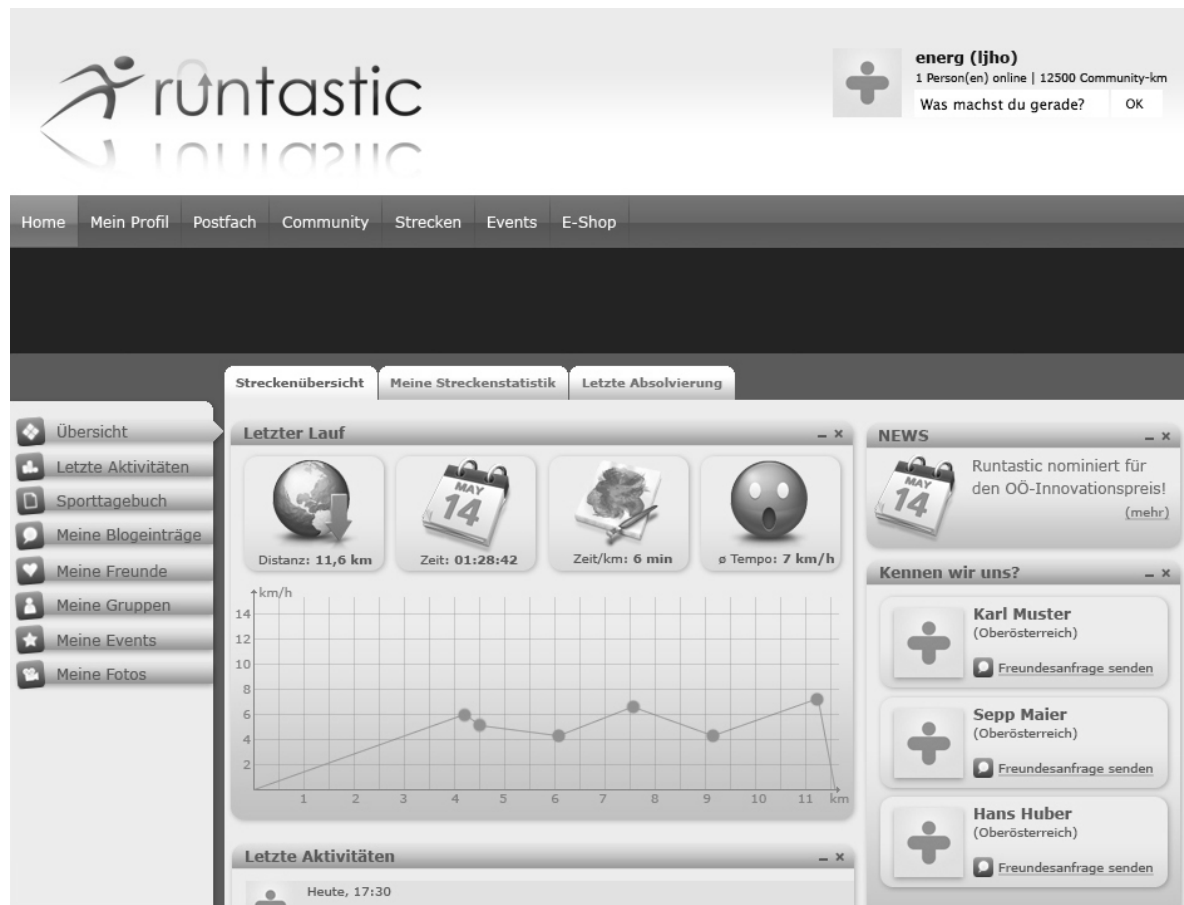 runtastic
energ (ljho)
1 Person(en) online | 12500 Community-km
Was machst du gerade? OK
Home Mein Profil Postfach Community Strecken Events E-Shop
Streckenübersicht Meine Streckenstatistik Letzte Absolvierung
Übersicht
Letzte Aktivitäten
Sporttagebuch
Meine Blogeinträge
Meine Freunde
Meine Gruppen
Meine Events
Meine Fotos
Letzter Lauf
MAY
14
Distanz: 11,6 km
Zeit: 01:28:42
Zeit/km: 6 min
ø Tempo: 7 km/h
km/h
14
12
10
8
6
4
2
1 2 3 4 5 6 7 8 9 10 11 km
Letzte Aktivitäten
Heute, 17:30
NEWS
MAY
14
Runtastic nominiert für
den OÖ-Innovationspreis!
(mehr)
Kennen wir uns?
Karl Muster
(Oberösterreich)
Freundesanfrage senden
Sepp Maier
(Oberösterreich)
Freundesanfrage senden
Hans Huber
(Oberösterreich)
Freundesanfrage senden